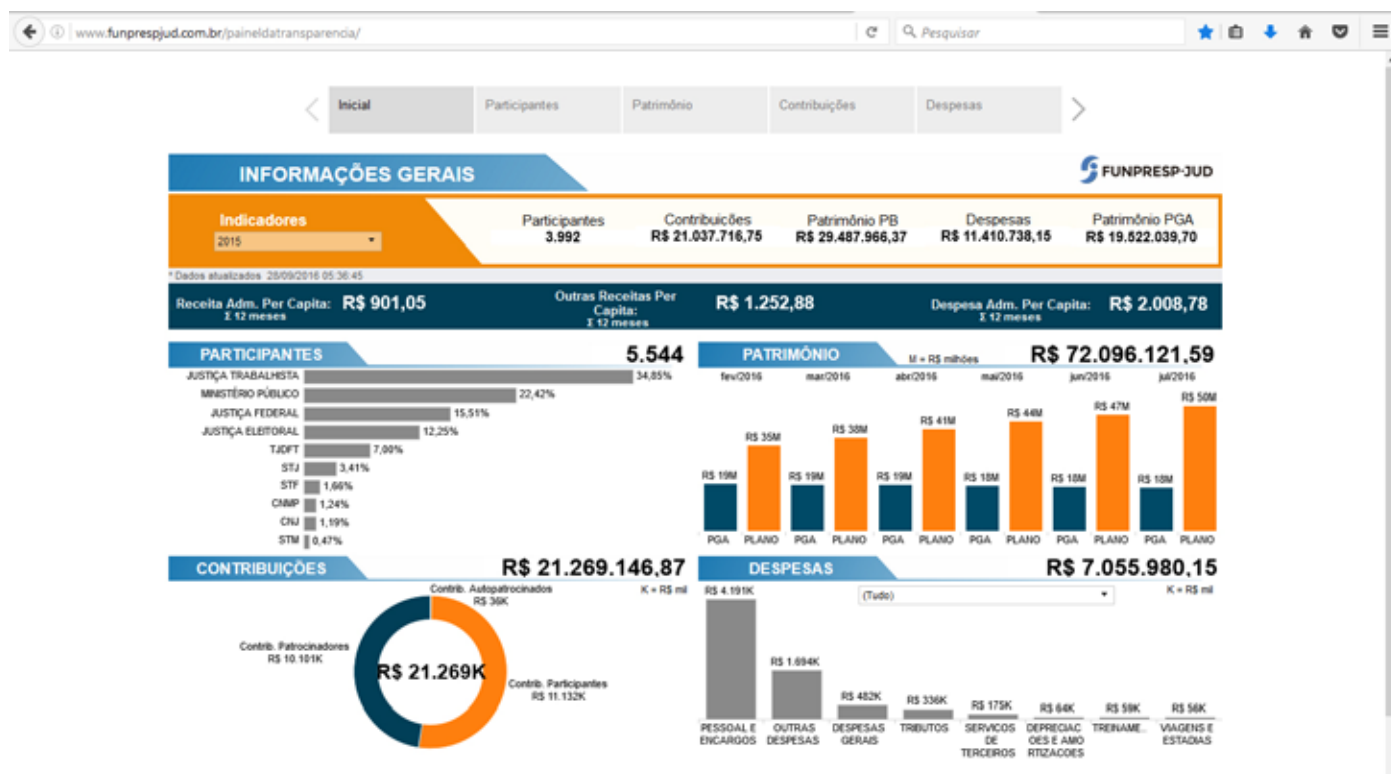 www.funprespjud.com.br/paineldatransparencia/
Pesquisar
Inicial Participantes Patrimônio Contribuições Despesas
INFORMAÇÕES GERAIS
FUNPRESP-JUD
Indicadores
2015
Participantes
3.992
Contribuicões
R$ 21.037.716,75
Patrimônio PB
R$ 29.487.966,37
Despesas
R$ 11.410.738,15
Patrimônio PGA
R$ 19.522.039,70
* Dados atualizados 28/09/2016 05:36:45
Receita Adm. Per Capita: R$ 901,05
Σ 12 meses
Outras Receitas Per
Capita:
Σ 12 meses
R$ 1.252,88
Despesa Adm. Per Capita: R$ 2.008,78
Σ 12 meses
PARTICIPANTES 5.544
JUSTIÇA TRABALHISTA 34,85%
MINISTÉRIO PÚBLICO 22,42%
JUSTIÇA FEDERAL 15,51%
JUSTIÇA ELEITORAL 12,25%
TJDFT 7,00%
STJ 3,41%
STF 1,66%
CNMP 1,24%
CNJ 1,19%
STM 0,47%
PATRIMÔNIO M = R$ milhões R$ 72.096.121,59
fev/2016 mar/2016 abr/2016 mai/2016 jun/2016 jul/2016
R$ 19M R$ 35M R$ 19M R$ 38M R$ 19M R$ 41M R$ 18M R$ 44M R$ 18M R$ 47M R$ 18M R$ 50M
PGA PLANO PGA PLANO PGA PLANO PGA PLANO PGA PLANO PGA PLANO
CONTRIBUIÇÕES R$ 21.269.146,87
K = R$ mil
Contrib. Autopatrocinados
R$ 36K
Contrib. Patrocinadores
R$ 10.101K
R$ 21.269K
Contrib. Participantes
R$ 11.132K
DESPESAS R$ 7.055.980,15
(Tudo)
K = R$ mil
R$ 4.191K R$ 1.694K R$ 482K R$ 336K R$ 175K R$ 64K R$ 59K R$ 56K
PESSOAL E
ENCARGOS
OUTRAS
DESPESAS
DESPESAS
GERAIS
TRIBUTOS
SERVICOS
DE
TERCEIROS
DEPRECIAC
OES E AMO
RTIZACOES
TREINAME..
VIAGENS E
ESTADIAS